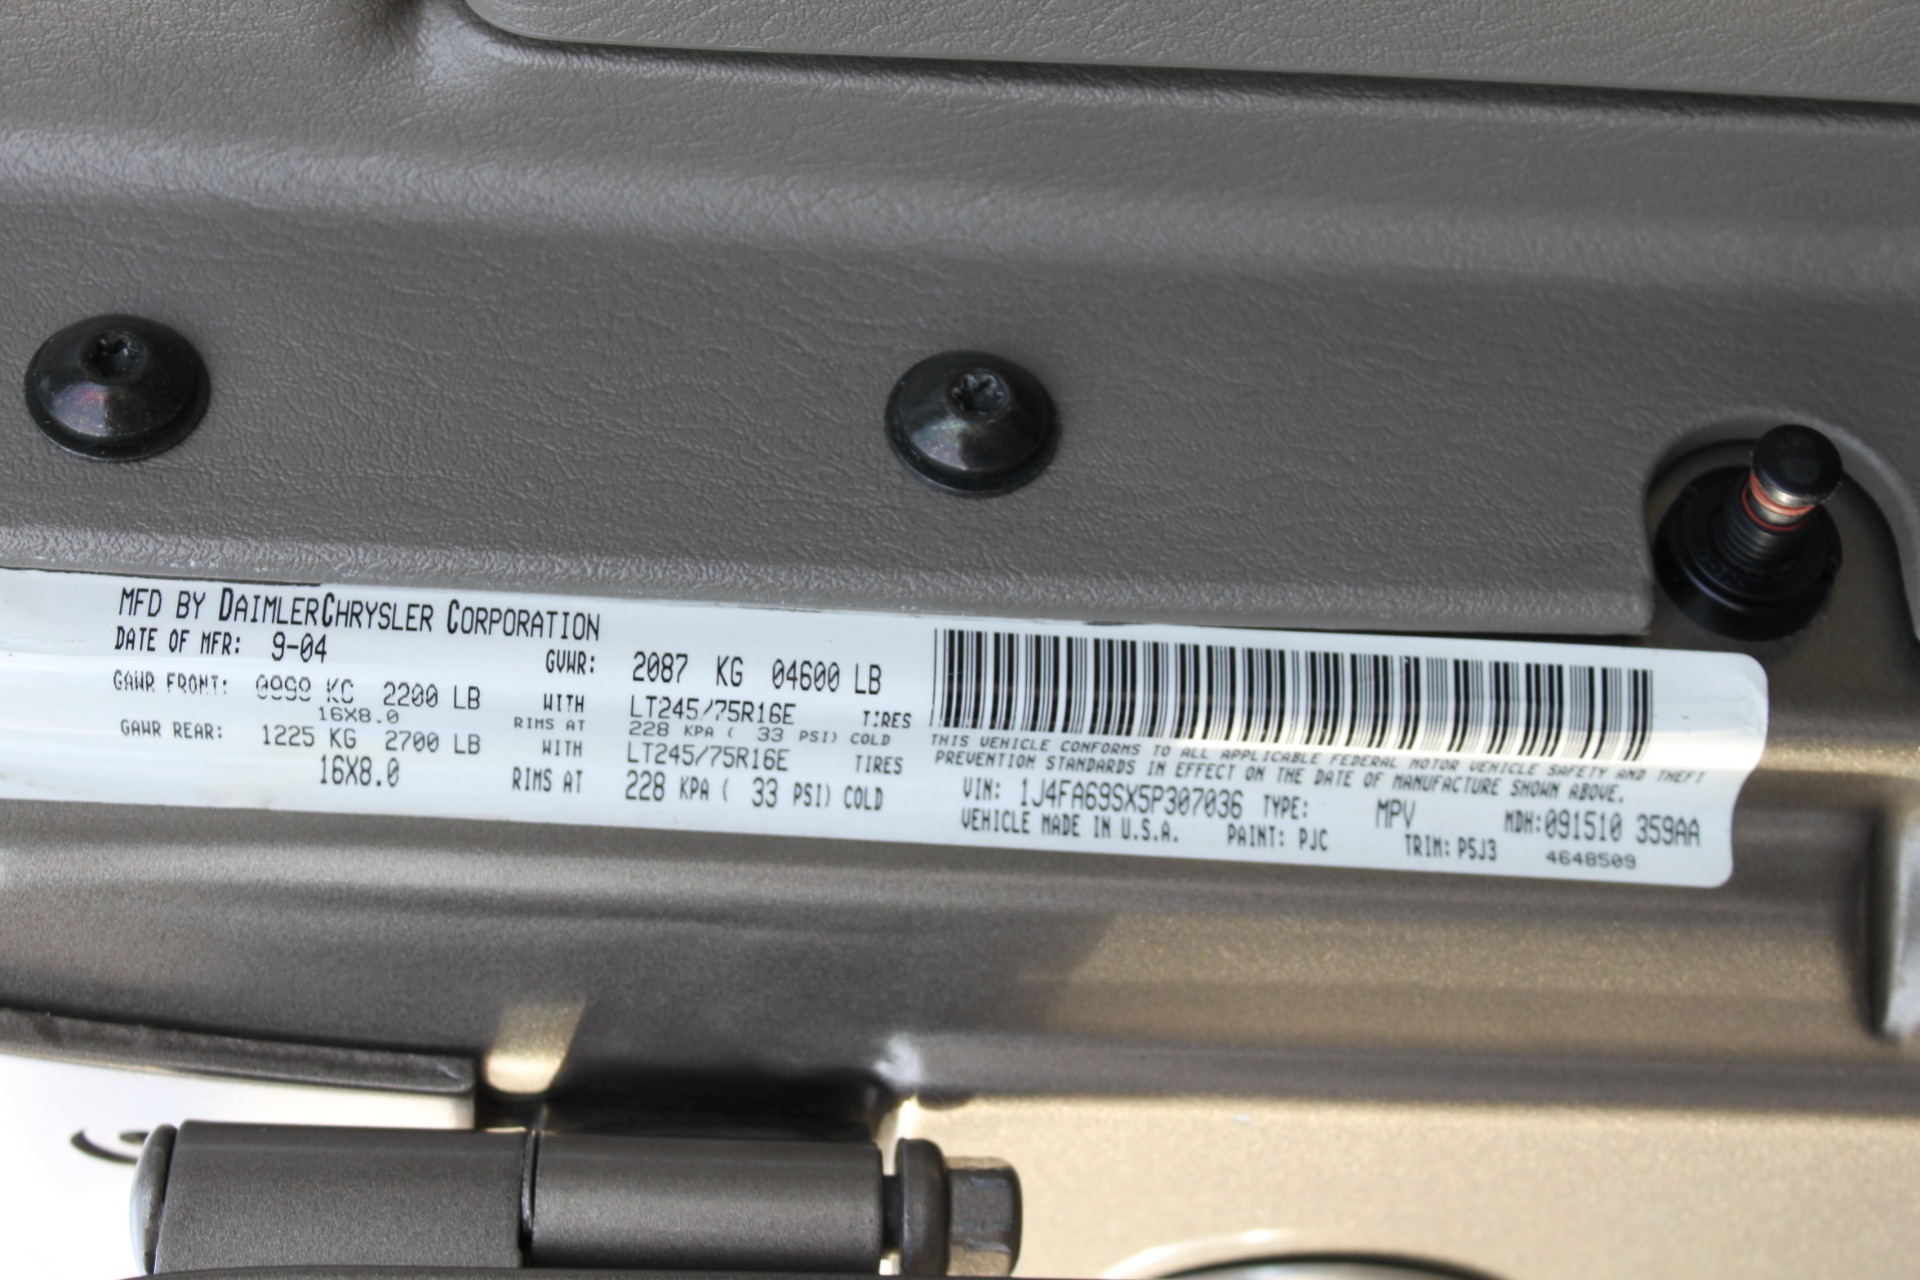 MFD BY DAIMLERCHRYSLER CORPORATION
DATE OF MFR: 9-04 GVWR: 2087 KG 04600 LB
GAWR FRONT: 0998 KG 2200 LB WITH LT245/75R16E TIRES
16X8.0 RIMS AT 228 KPA ( 33 PSI) COLD
GAWR REAR: 1225 KG 2700 LB WITH LT245/75R16E TIRES
16X8.0 RIMS AT 228 KPA ( 33 PSI) COLD
THIS VEHICLE CONFORMS TO ALL APPLICABLE FEDERAL MOTOR VEHICLE SAFETY AND THEFT
PREVENTION STANDARDS IN EFFECT ON THE DATE OF MANUFACTURE SHOWN ABOVE.
VIN: 1J4FA69SX5P307036 TYPE: MPV MDH:091510 359AA
VEHICLE MADE IN U.S.A. PAINT: PJC TRIM: P5J3 4648509